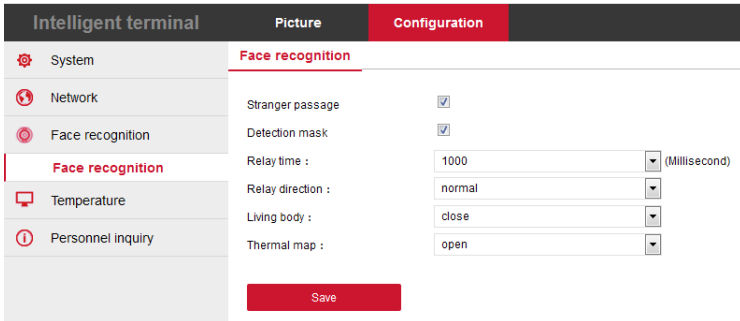 Intelligent terminal Picture Configuration
System
Network
Face recognition
Face recognition
Temperature
Personnel inquiry
Face recognition
Stranger passage
Detection mask
Relay time : 1000 (Millisecond)
Relay direction : normal
Living body : close
Thermal map : open
Save